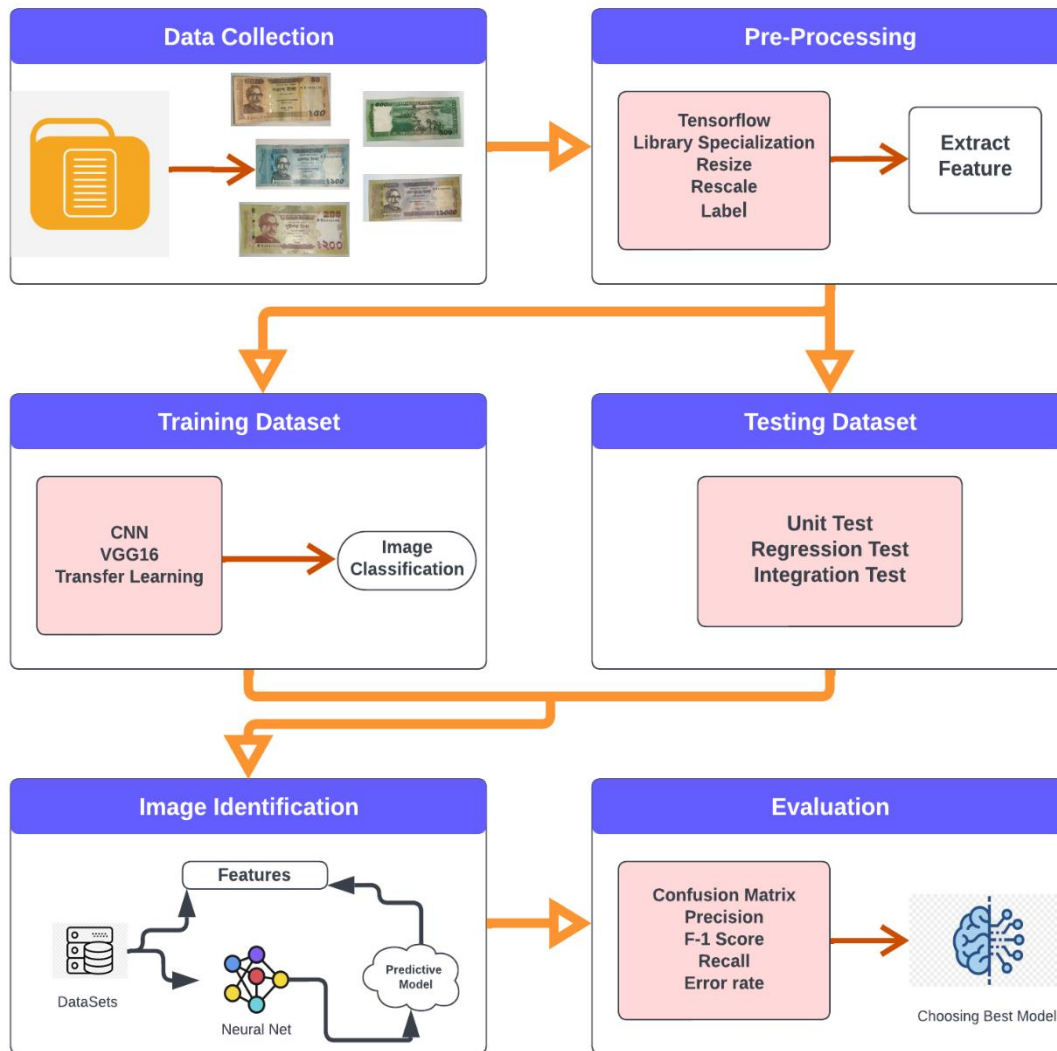 Data Collection
Pre-Processing
৫০০
২০০
Tensorflow
Library Specialization
Resize
Rescale
Label
Extract
Feature
Training Dataset
Testing Dataset
CNN
VGG16
Transfer Learning
Image
Classification
Unit Test
Regression Test
Integration Test
Image Identification
Evaluation
Features
DataSets
Neural Net
Predictive
Model
Confusion Matrix
Precision
F-1 Score
Recall
Error rate
Choosing Best Model